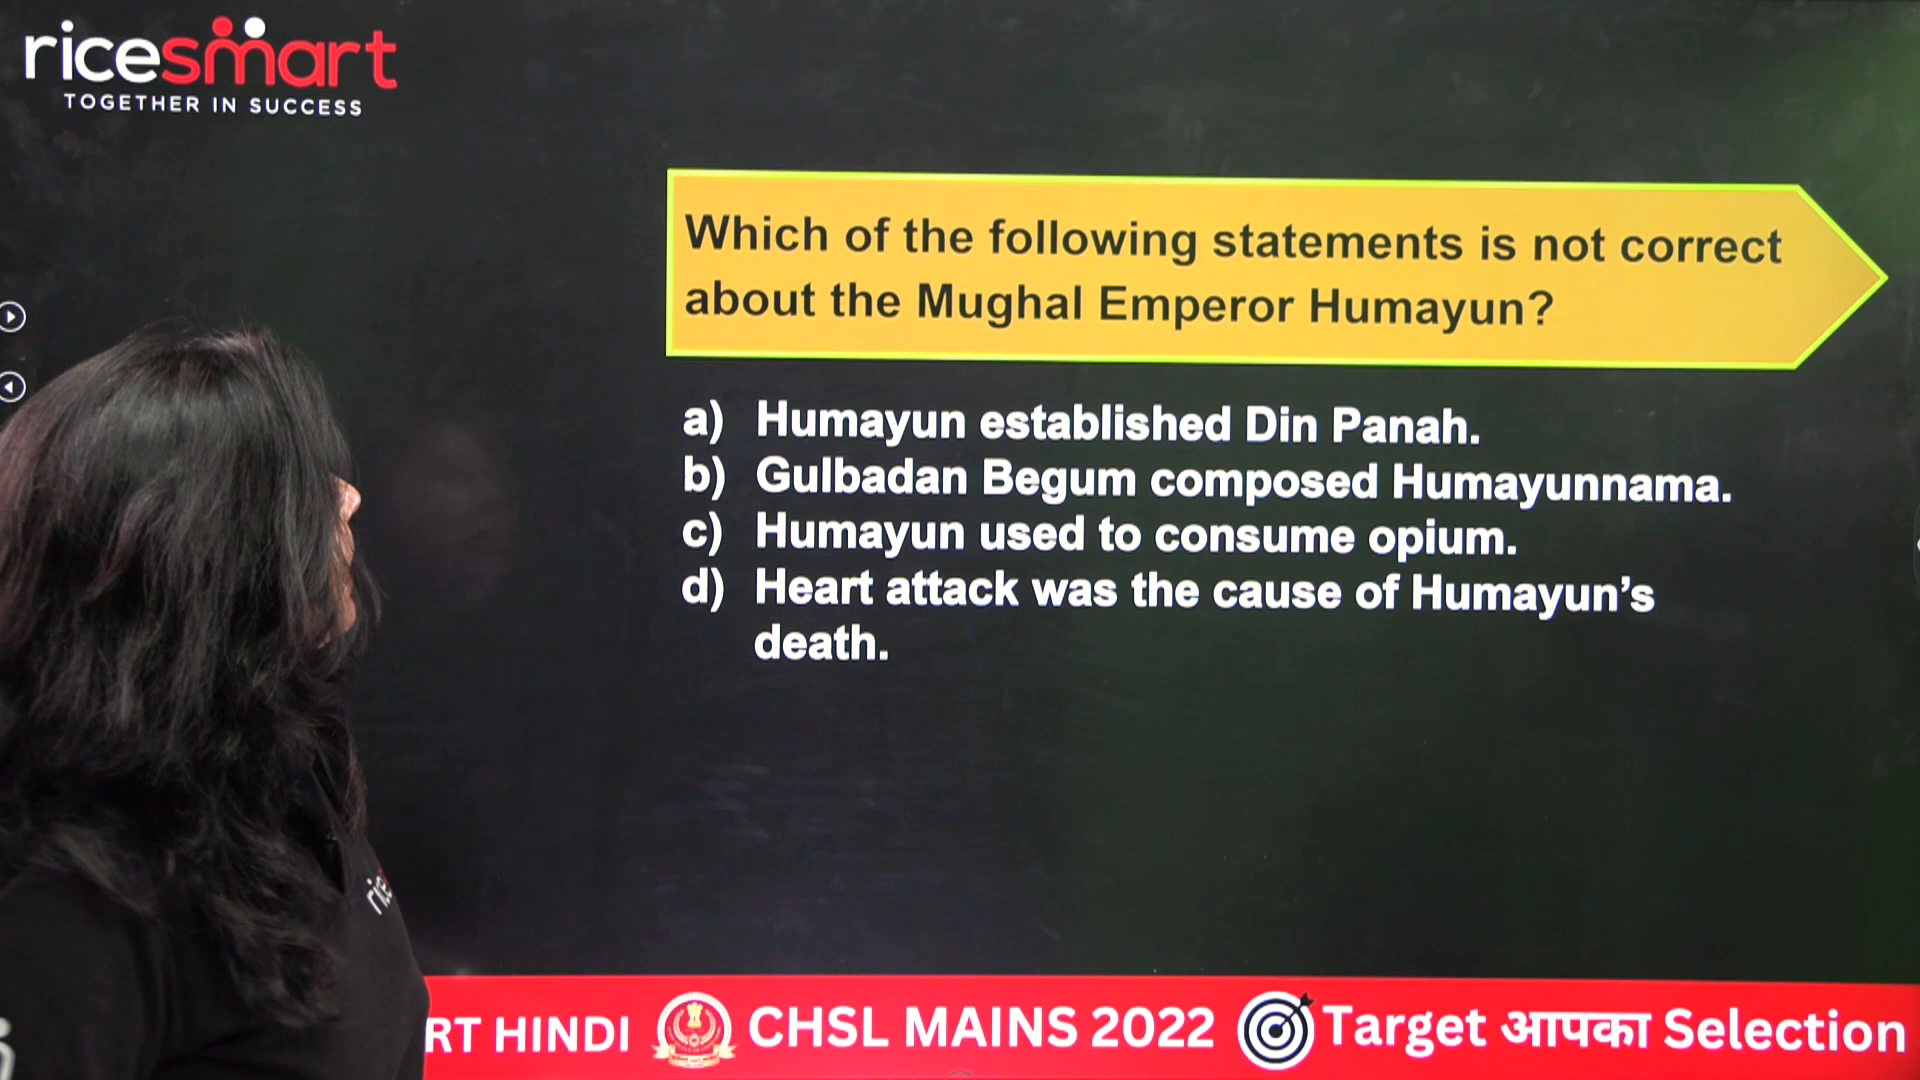 ricesmart
TOGETHER IN SUCCESS
Which of the following statements is not correct
about the Mughal Emperor Humayun?
a) Humayun established Din Panah.
b) Gulbadan Begum composed Humayunnama.
c) Humayun used to consume opium.
d) Heart attack was the cause of Humayun’s
death.
RT HINDI CHSL MAINS 2022 Target आपका Selection